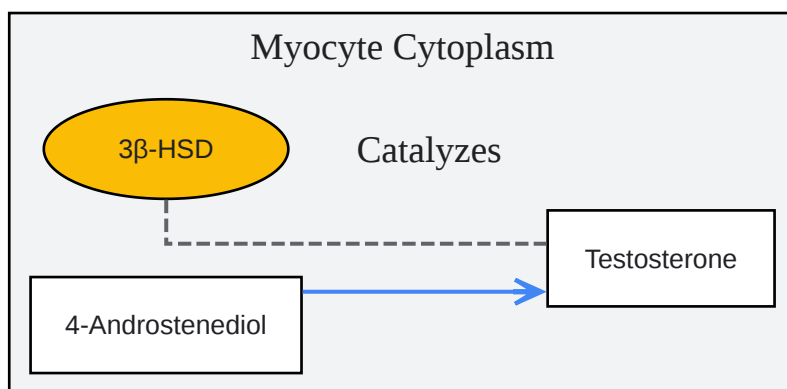 Myocyte Cytoplasm
3β-HSD
Catalyzes
Testosterone
4-Androstenediol